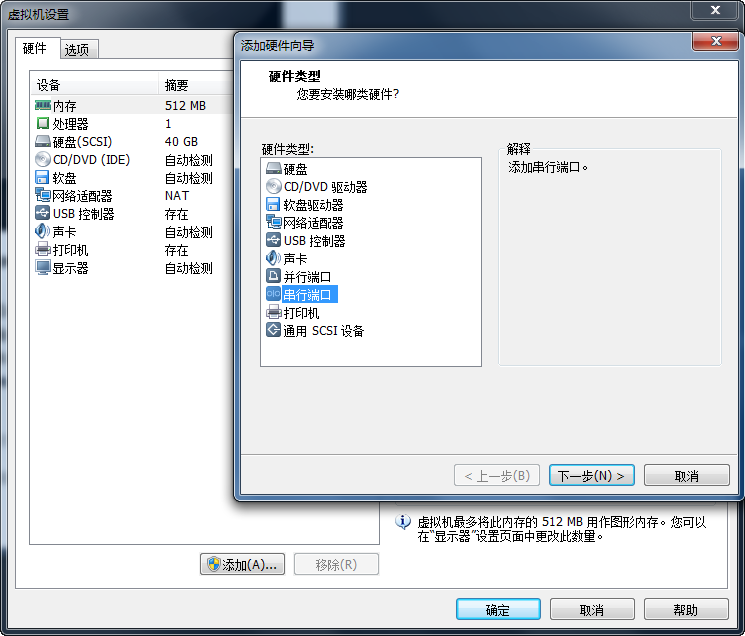 虚拟机设置
硬件 选项
设备 摘要
内存 512 MB
处理器 1
硬盘(SCSI) 40 GB
CD/DVD (IDE) 自动检测
软盘 自动检测
网络适配器 NAT
USB 控制器 存在
声卡 自动检测
打印机 存在
显示器 自动检测
添加(A)... 移除(R)
添加硬件向导
硬件类型
您要安装哪类硬件?
硬件类型:
硬盘
CD/DVD 驱动器
软盘驱动器
网络适配器
USB 控制器
声卡
并行端口
串行端口
打印机
通用 SCSI 设备
解释
添加串行端口。
< 上一步(B) 下一步(N) > 取消
虚拟机最多将此内存的 512 MB 用作图形内存。您可以
在"显示器"设置页面中更改此数量。
确定 取消 帮助